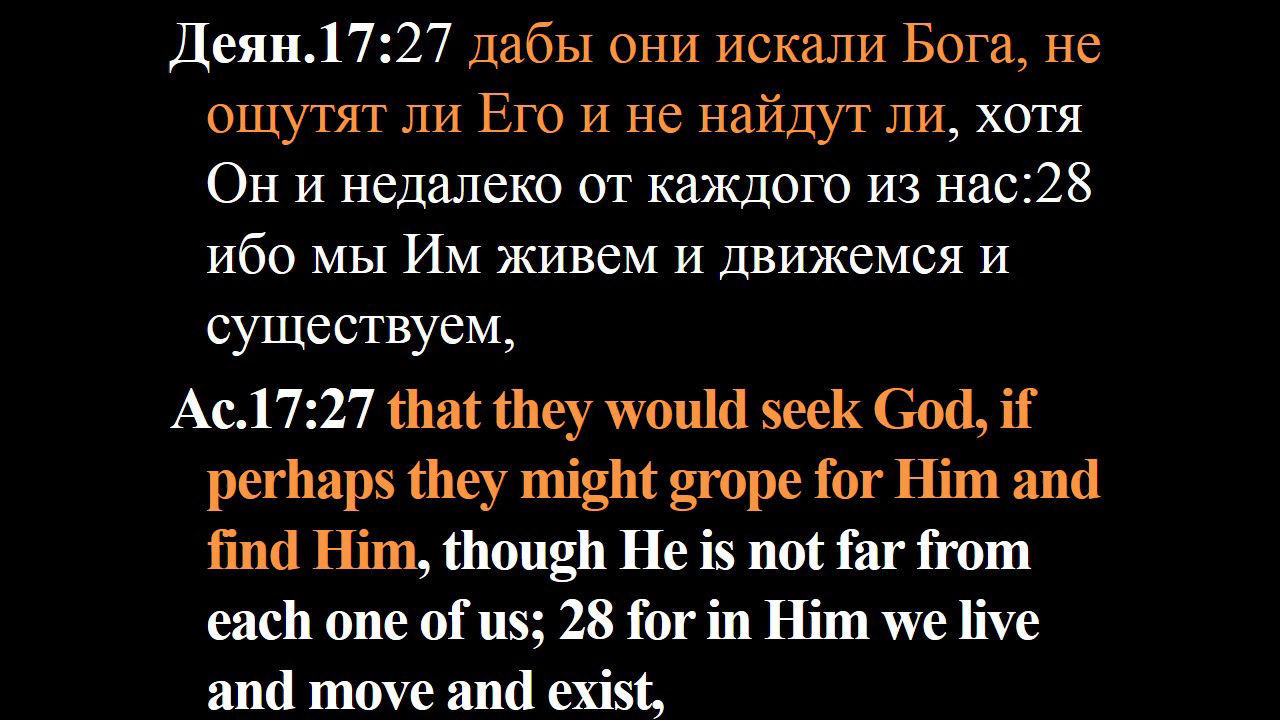 Деян.17:27 дабы они искали Бога, не
ощутят ли Его и не найдут ли, хотя
Он и недалеко от каждого из нас:28
ибо мы Им живем и движемся и
существуем,
Ac.17:27 that they would seek God, if
perhaps they might grope for Him and
find Him, though He is not far from
each one of us; 28 for in Him we live
and move and exist,